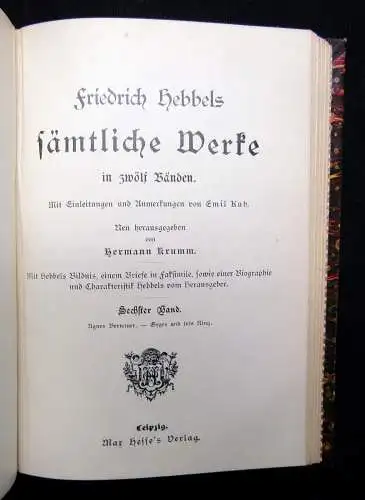 Friedrich Hebbels
sämtliche Werke
in zwölf Bänden.
Mit Einleitungen und Anmerkungen von Emil Kuh.
Neu herausgegeben
von
Hermann Krumm.
Mit Hebbels Bildnis, einem Briefe in Faksimile, sowie einer Biographie
und Charakteristik Hebbels vom Herausgeber.
Sechster Band.
Agnes Bernauer. — Gyges und sein Ring.
Leipzig.
Max Hesse's Verlag.